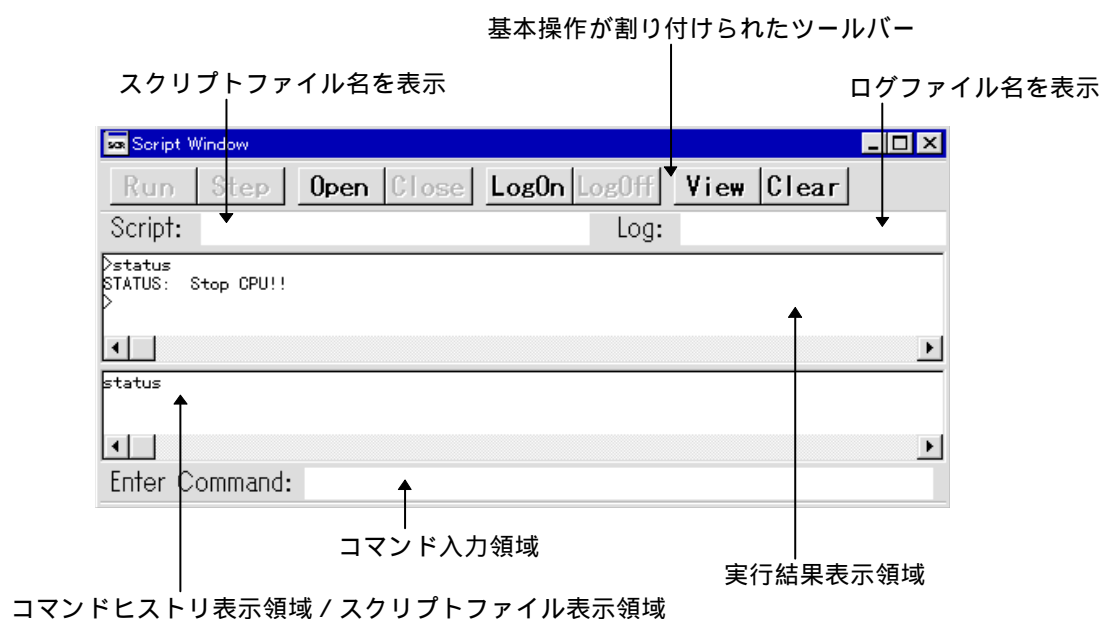 基本操作が割り付けられたツールバー
スクリプトファイル名を表示
ログファイル名を表示
SCR Script Window
Run Step Open Close LogOn LogOff View Clear
Script: Log:
>status
STATUS: Stop CPU!!
>
status
Enter Command:
コマンド入力領域
実行結果表示領域
コマンドヒストリ表示領域 / スクリプトファイル表示領域